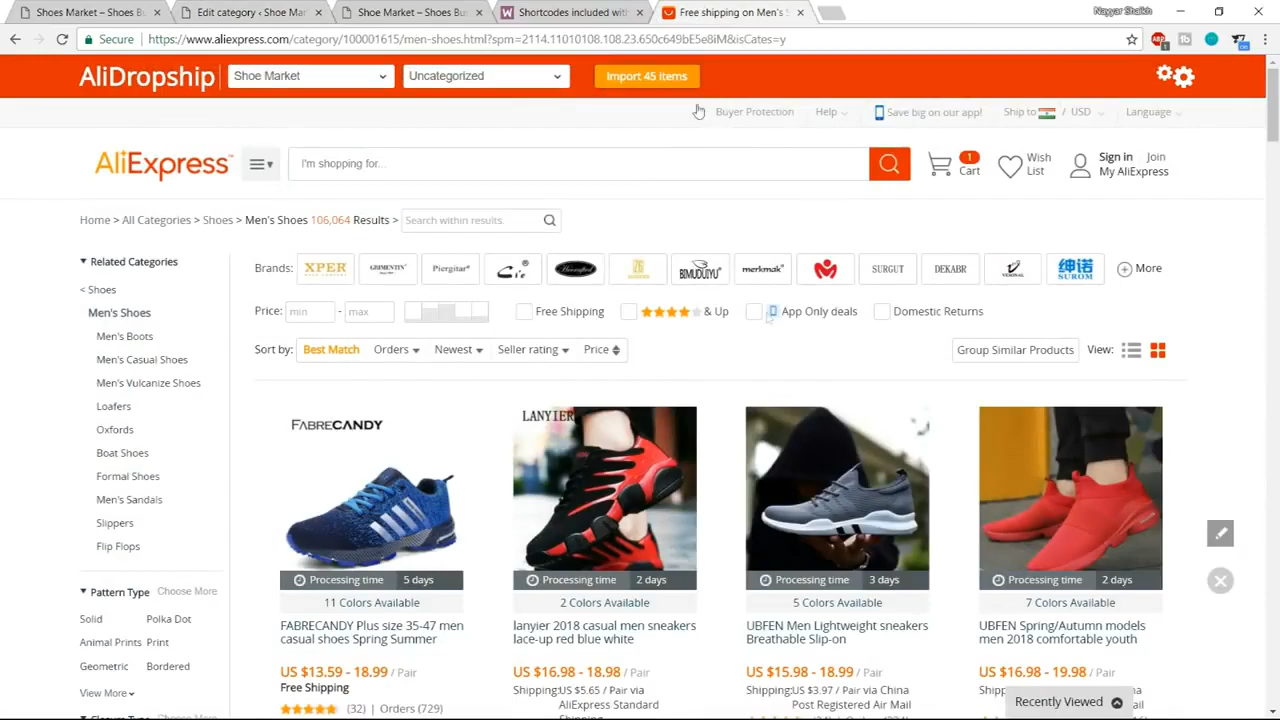 Shoes Market – Shoes Bu
Edit category ‹ Shoe Mar
Shoe Market – Shoes Bu
Shortcodes included with
Free shipping on Men's S
Nayyar Shaikh
Secure
https://www.aliexpress.com/category/100001615/men-shoes.html?spm=2114.11010108.108.23.650c649bE5e8iM&isCates=y
AliDropship
Shoe Market
Uncategorized
Import 45 items
Buyer Protection
Help
Save big on our app!
Ship to / USD
Language
AliExpress™
I'm shopping for...
1
Cart
Wish
List
Sign in Join
My AliExpress
Home > All Categories > Shoes > Men's Shoes 106,064 Results >
Search within results.
Related Categories
< Shoes
Men's Shoes
Men's Boots
Men's Casual Shoes
Men's Vulcanize Shoes
Loafers
Oxfords
Boat Shoes
Formal Shoes
Men's Sandals
Slippers
Flip Flops
Pattern Type Choose More
Solid Polka Dot
Animal Prints Print
Geometric Bordered
View More
Brands: XPER GRIMENTIN Piergitar® merkmak® SURGUT DEKABR VESONAL 绅诺 SUROM More
BIMUDUIYU®
Price: min - max Free Shipping & Up App Only deals Domestic Returns
Sort by: Best Match Orders Newest Seller rating Price
Group Similar Products View:
FABRECANDY
Processing time 5 days
11 Colors Available
FABRECANDY Plus size 35-47 men
casual shoes Spring Summer
US $13.59 - 18.99 / Pair
Free Shipping
(32) | Orders (729)
LANYIER
Processing time 2 days
2 Colors Available
lanyier 2018 casual men sneakers
lace-up red blue white
US $16.98 - 18.98 / Pair
Shipping:US $5.65 / Pair via
AliExpress Standard
Processing time 3 days
5 Colors Available
UBFEN Men Lightweight sneakers
Breathable Slip-on
US $15.98 - 18.99 / Pair
Shipping:US $3.97 / Pair via China
Post Registered Air Mail
Processing time 2 days
7 Colors Available
UBFEN Spring/Autumn models
men 2018 comfortable youth
US $16.98 - 19.98 / Pair
Recently Viewed